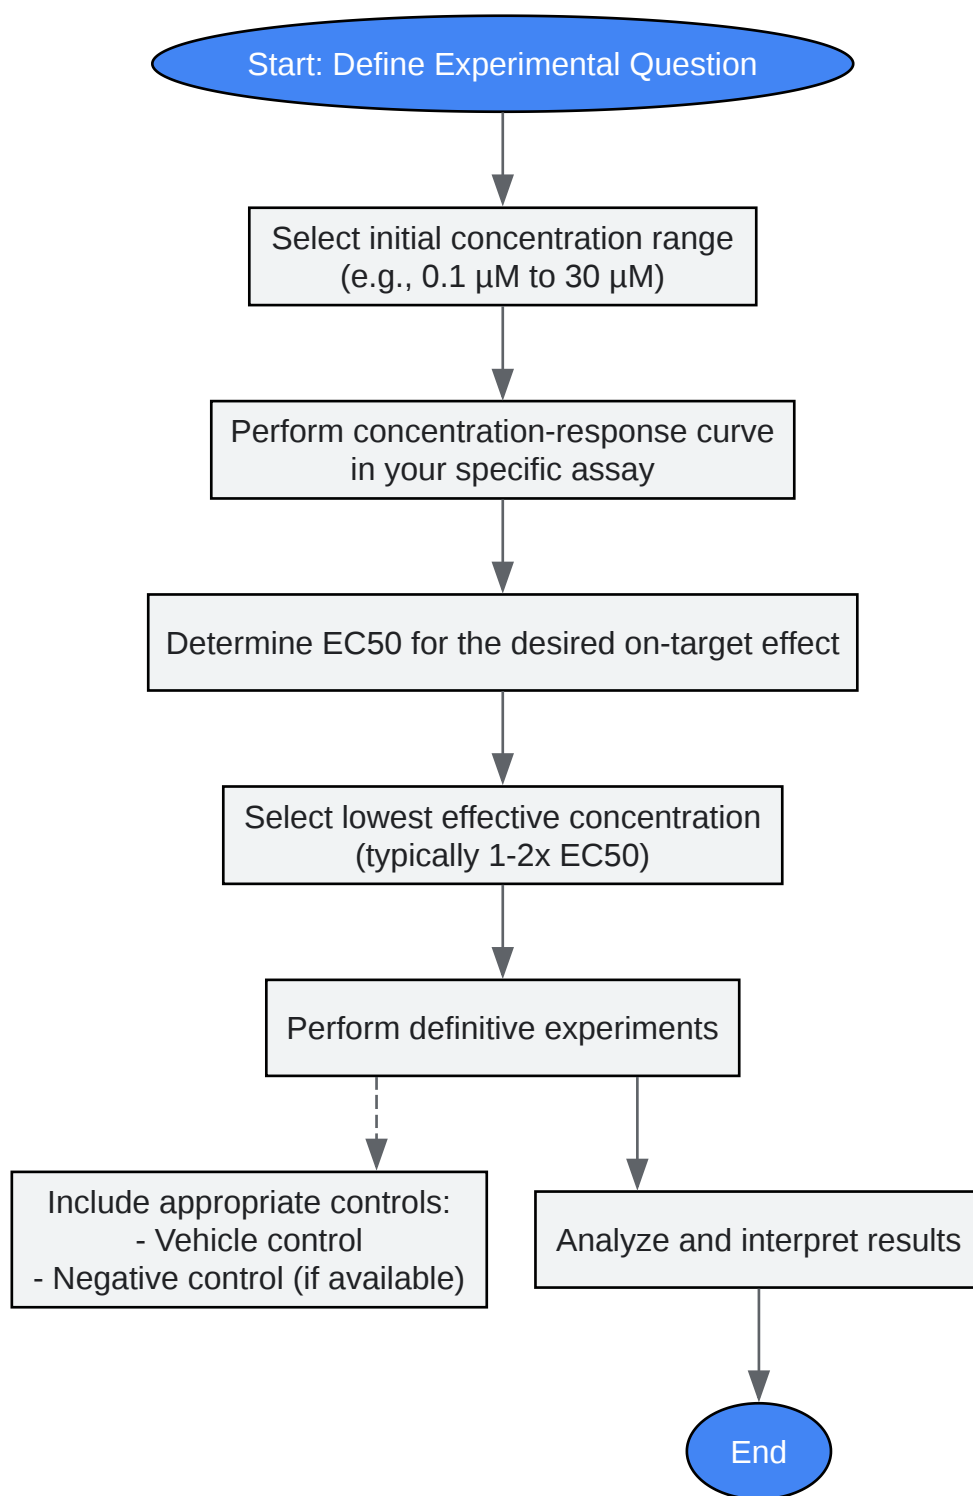 Start: Define Experimental Question
Select initial concentration range
(e.g., 0.1 µM to 30 µM)
Perform concentration-response curve
in your specific assay
Determine EC50 for the desired on-target effect
Select lowest effective concentration
(typically 1-2x EC50)
Perform definitive experiments
Include appropriate controls:
- Vehicle control
- Negative control (if available)
Analyze and interpret results
End